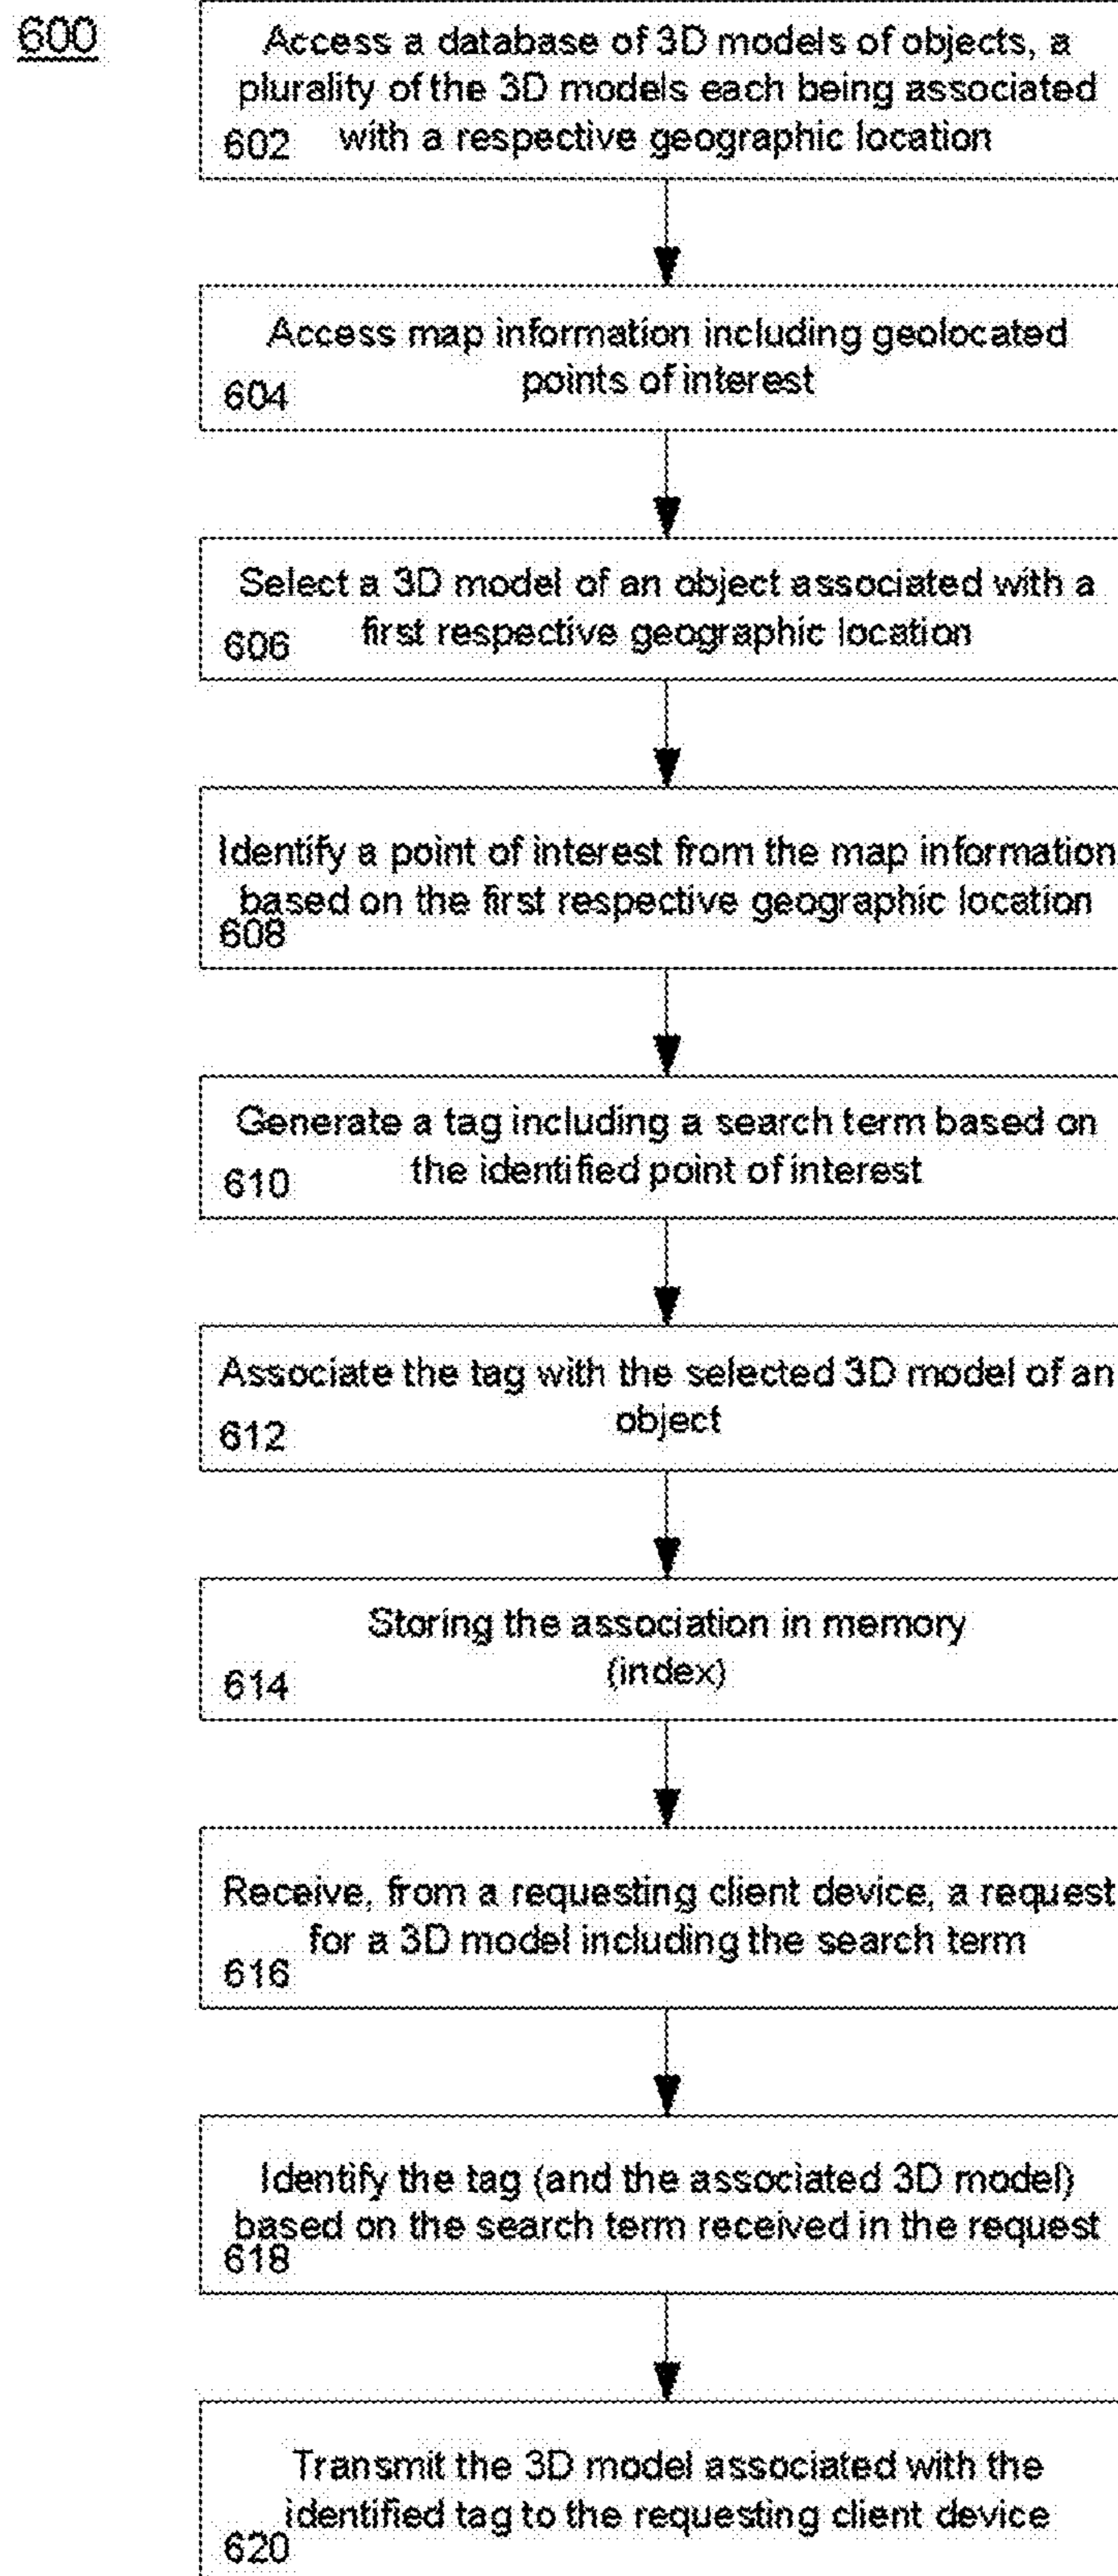 600
Access a database of 3D models of objects, a
plurality of the 3D models each being associated
602 with a respective geographic location
Access map information including geolocated
points of interest
604
Select a 3D model of an object associated with a
first respective geographic location
606
Identify a point of interest from the map information
based on the first respective geographic location
608
Generate a tag including a search term based on
the identified point of interest
610
Associate the tag with the selected 3D model of an
object
612
Storing the association in memory
(index)
614
Receive, from a requesting client device, a request
for a 3D model including the search term
616
Identify the tag (and the associated 3D model)
based on the search term received in the request
618
Transmit the 3D model associated with the
identified tag to the requesting client device
620